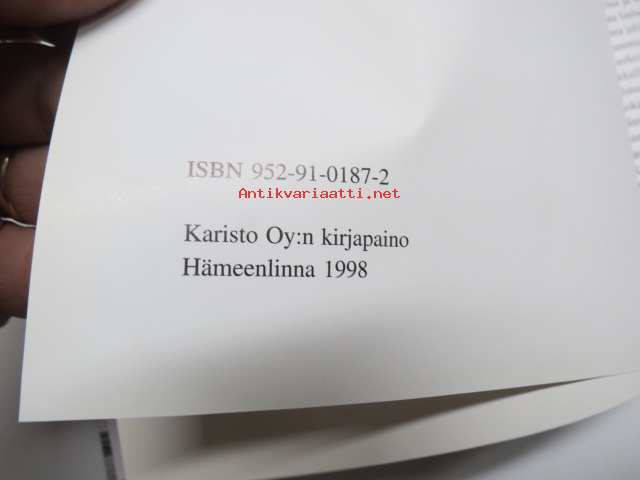 ISBN 952-91-0187-2
Antikvariaatti.net
Karisto Oy:n kirjapaino
Hämeenlinna 1998